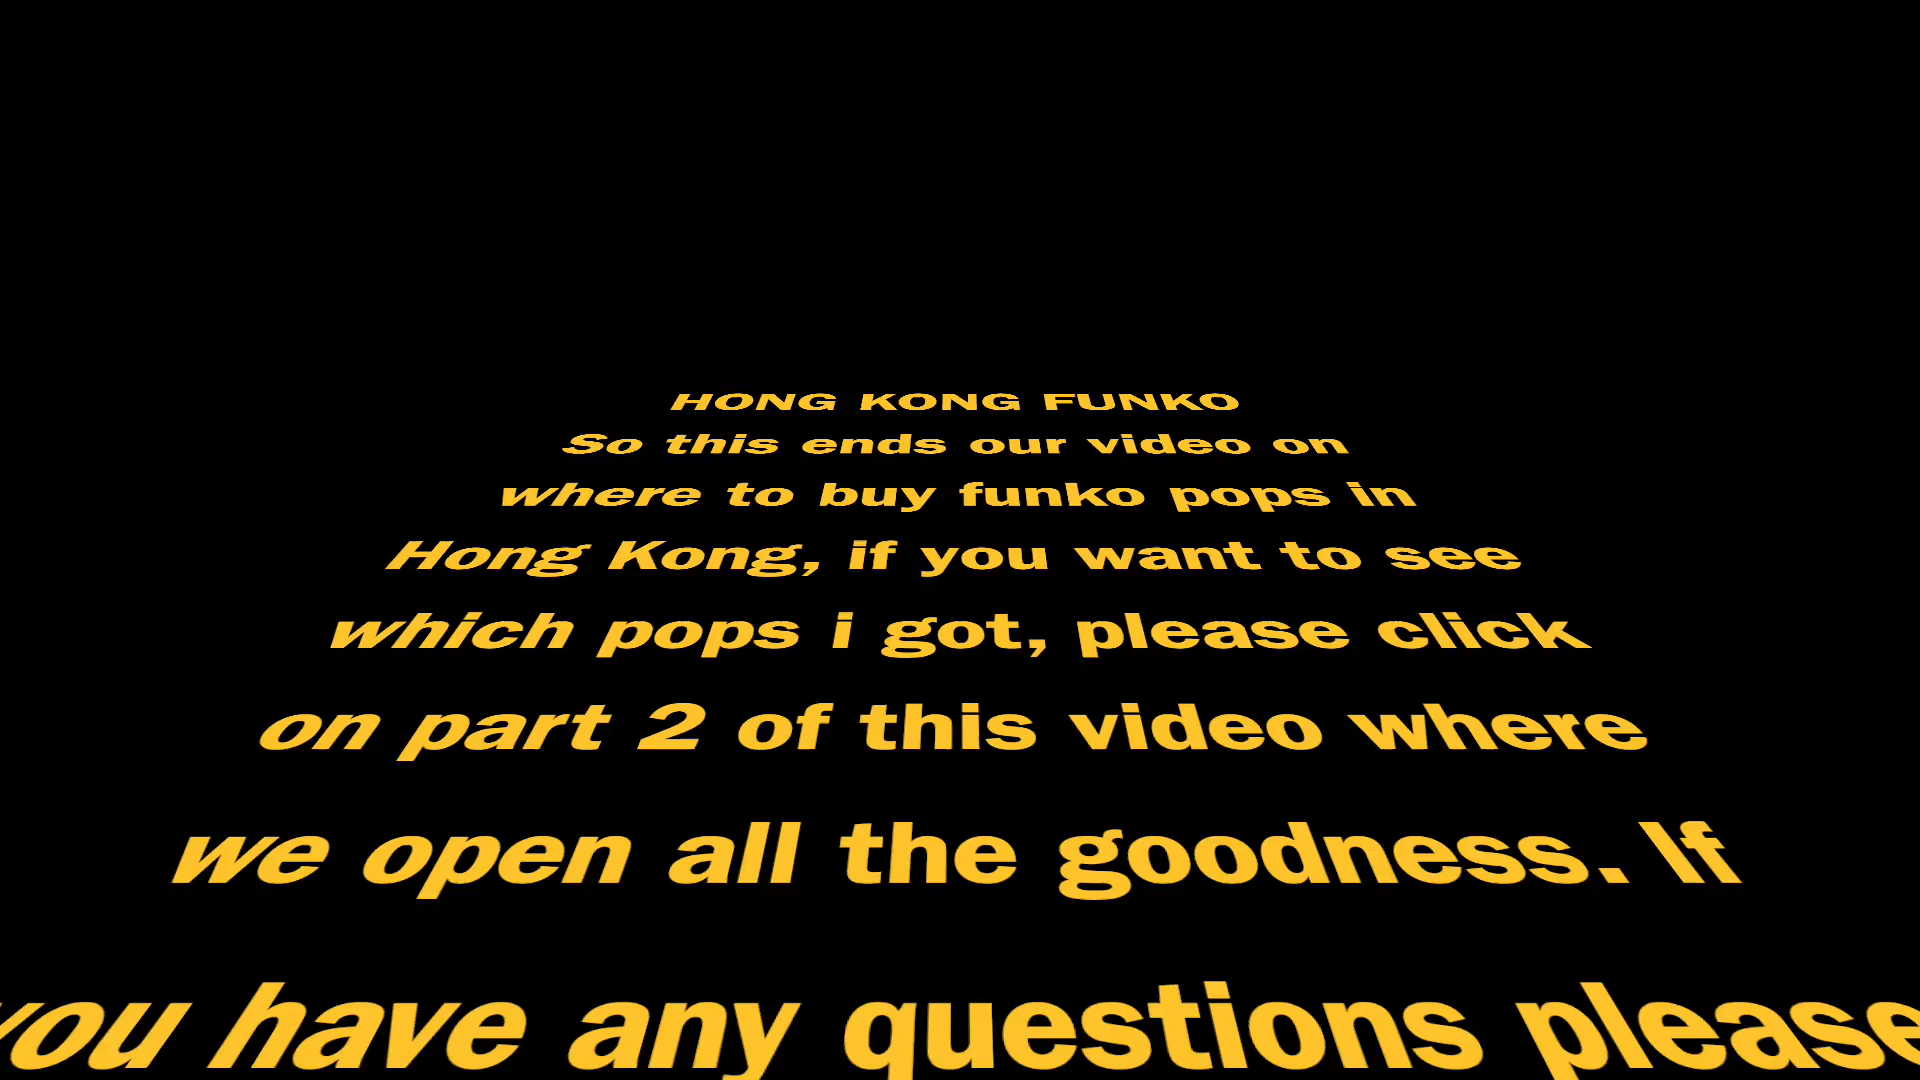 HONG KONG FUNKO
So this ends our video on
where to buy funko pops in
Hong Kong, if you want to see
which pops i got, please click
on part 2 of this video where
we open all the goodness. If
you have any questions please